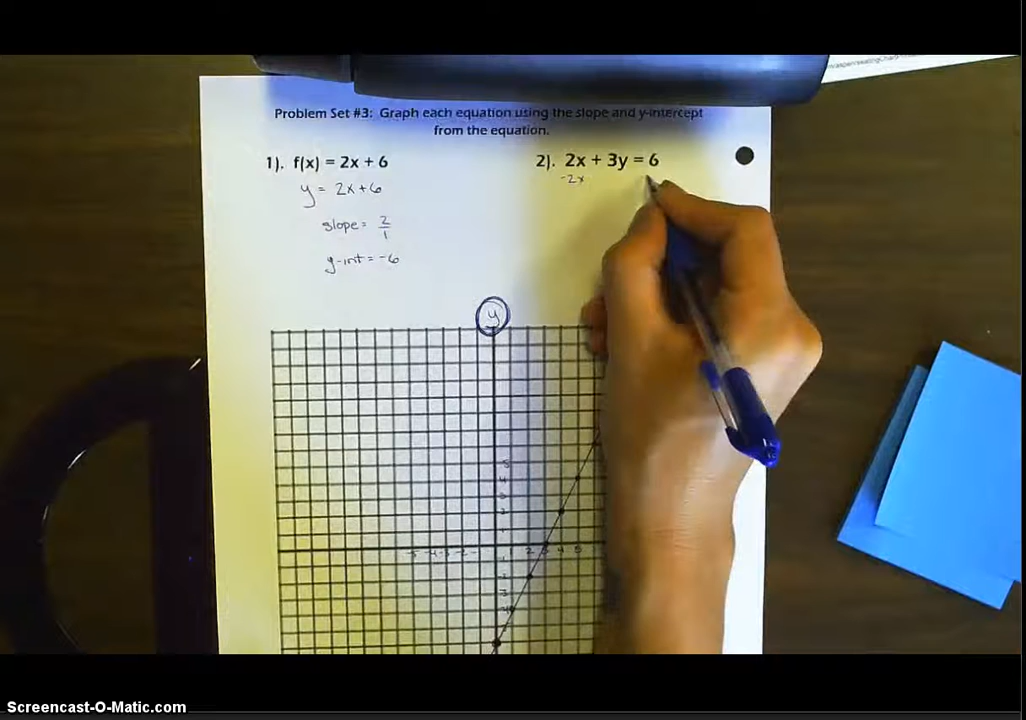 Problem Set #3: Graph each equation using the slope and y-intercept
from the equation.
1). f(x) = 2x + 6
y = 2x + 6
slope = 2/1
y-int = -6
2). 2x + 3y = 6
-2x
y
Screencast-O-Matic.com